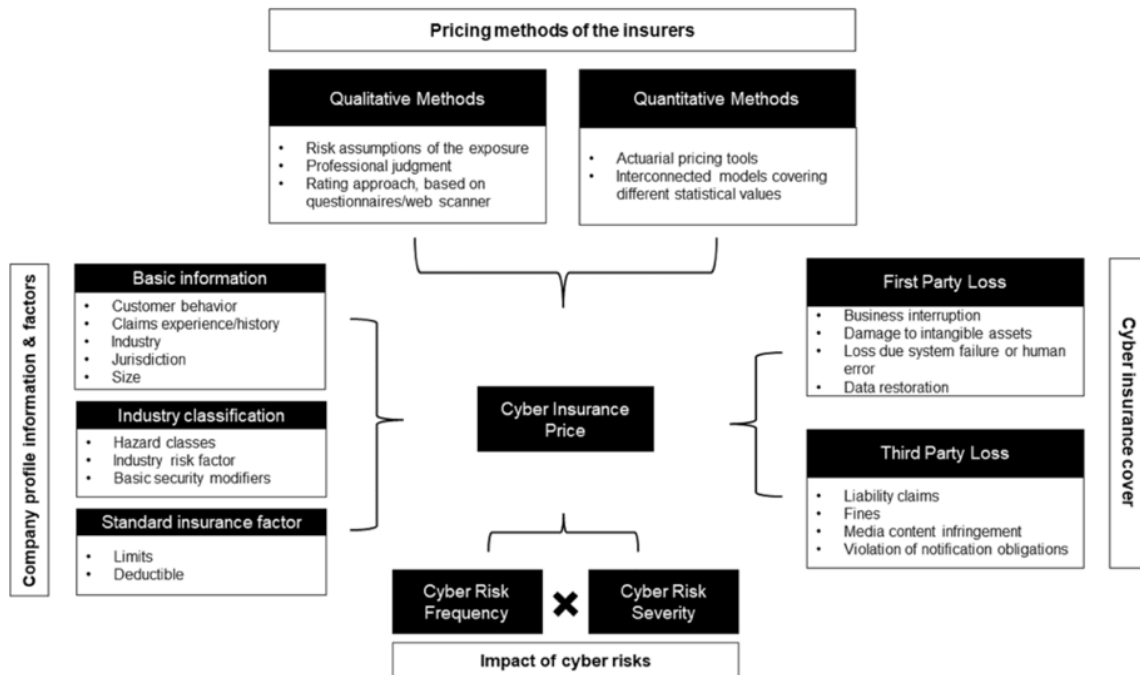 Pricing methods of the insurers
Qualitative Methods
• Risk assumptions of the exposure
• Professional judgment
• Rating approach, based on
questionnaires/web scanner
Quantitative Methods
• Actuarial pricing tools
• Interconnected models covering
different statistical values
Company profile information & factors
Basic information
• Customer behavior
• Claims experience/history
• Industry
• Jurisdiction
• Size
Industry classification
• Hazard classes
• Industry risk factor
• Basic security modifiers
Standard insurance factor
• Limits
• Deductible
Cyber Insurance
Price
First Party Loss
• Business interruption
• Damage to intangible assets
• Loss due system failure or human
error
• Data restoration
Third Party Loss
• Liability claims
• Fines
• Media content infringement
• Violation of notification obligations
Cyber insurance cover
Cyber Risk
Frequency
×
Cyber Risk
Severity
Impact of cyber risks